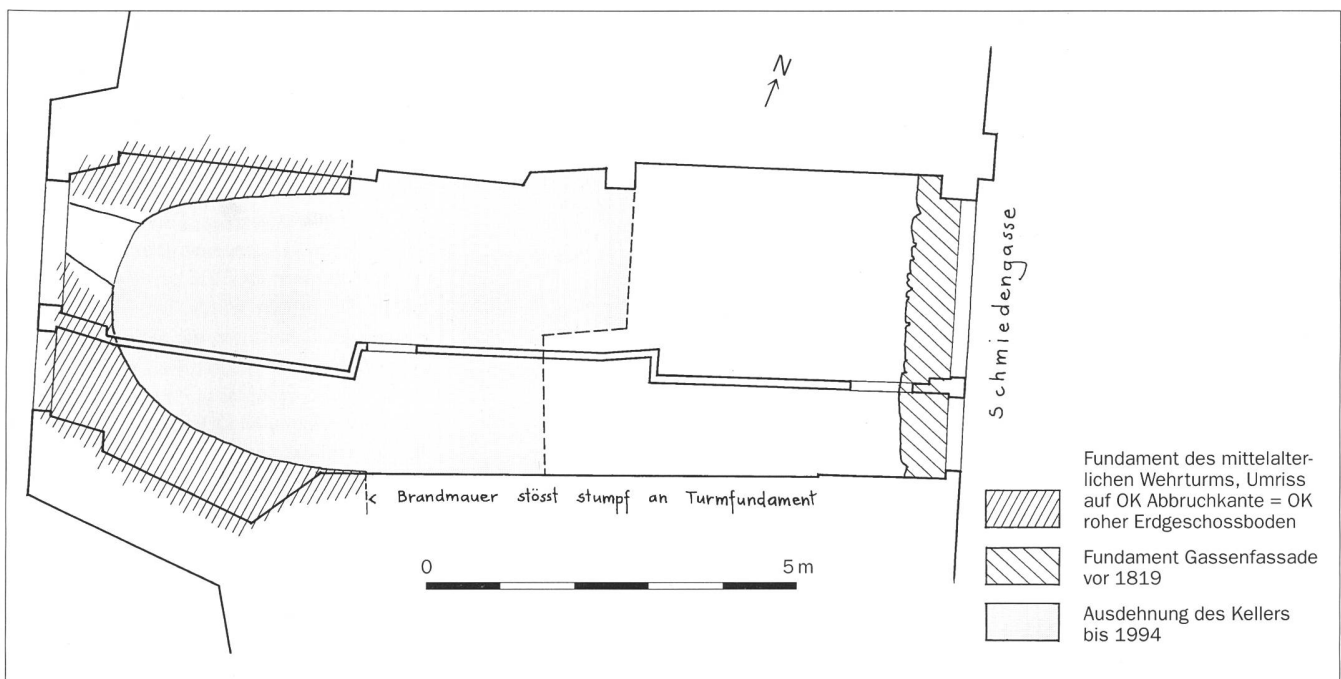 N
Schmiedengasse
< Brandmauer stösst stumpf an Turmfundament
0 5 m
Fundament des mittelalter-
lichen Wehrturms, Umriss
auf OK Abbruchkante = OK
roher Erdgeschossboden
Fundament Gassenfassade
vor 1819
Ausdehnung des Kellers
bis 1994